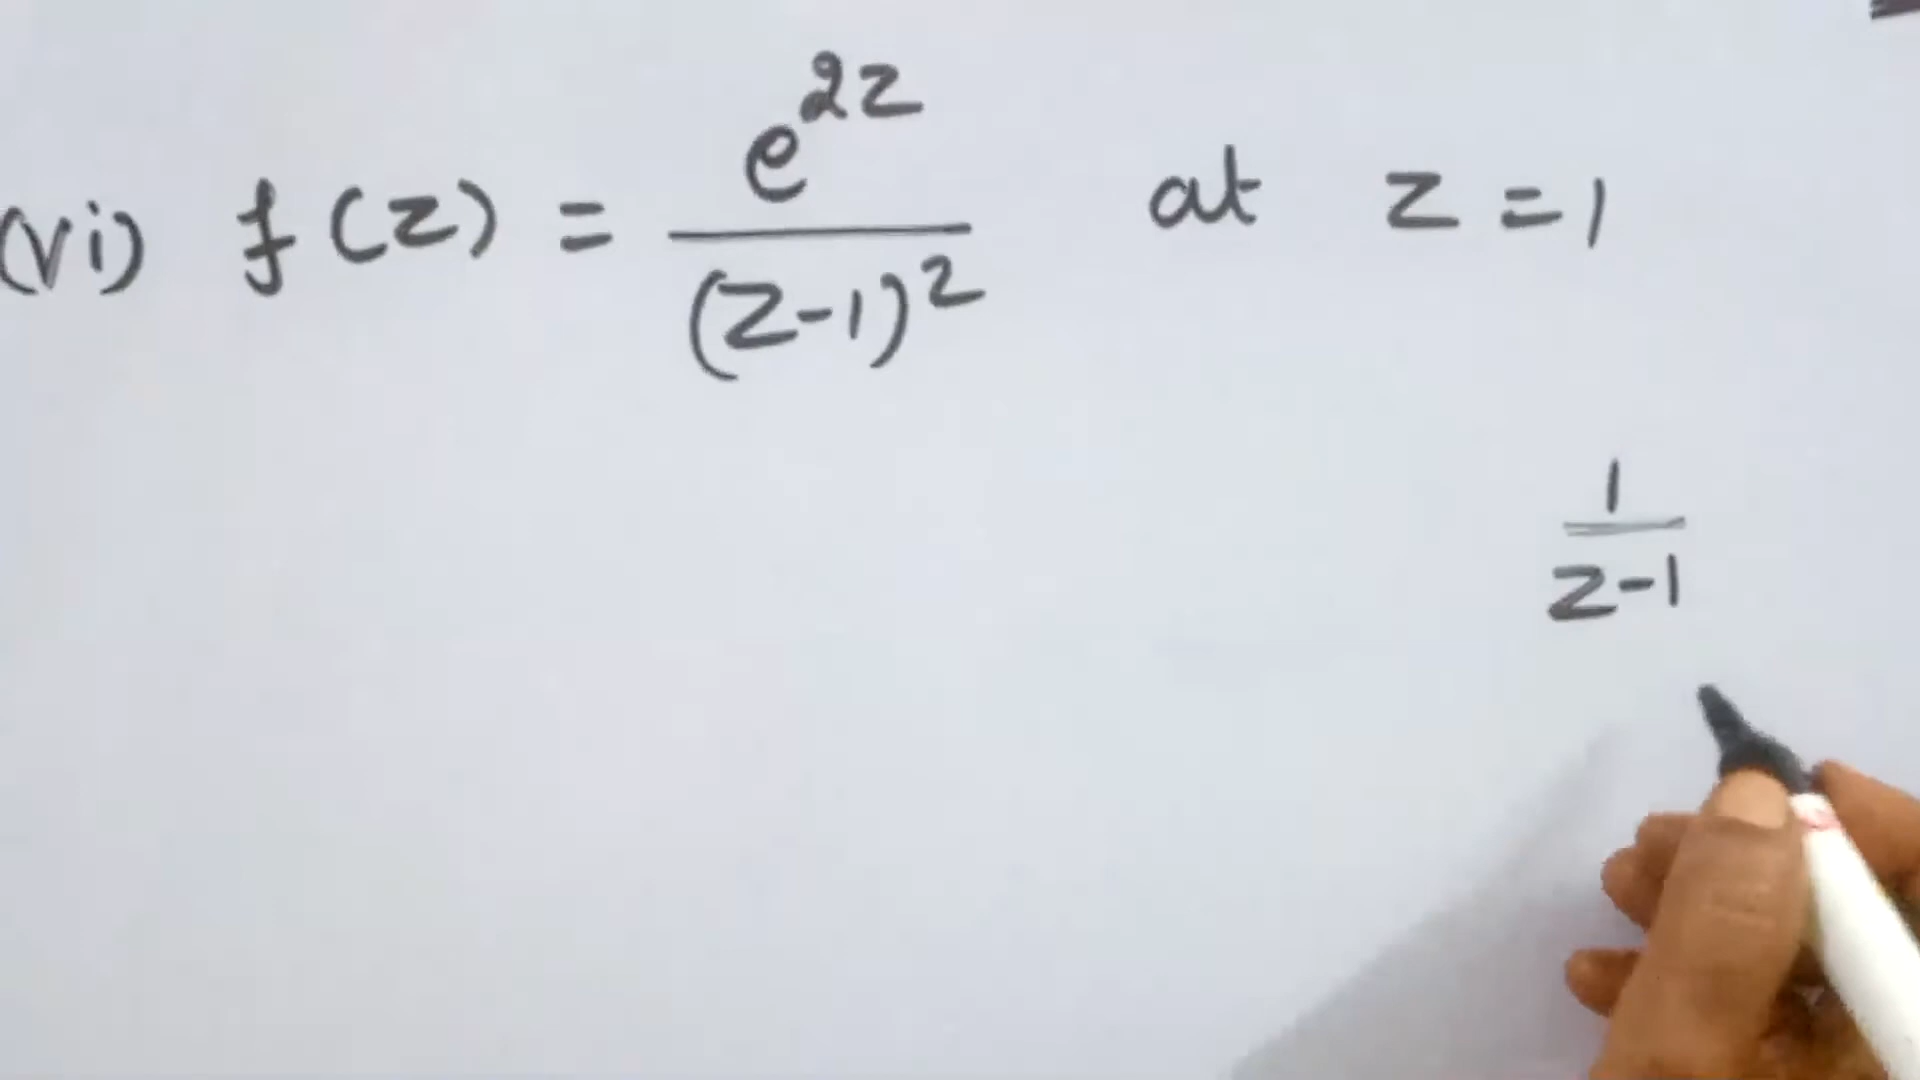 (vi) f(z) = e^{2z} / (z-1)^2 at z = 1
1 / z-1